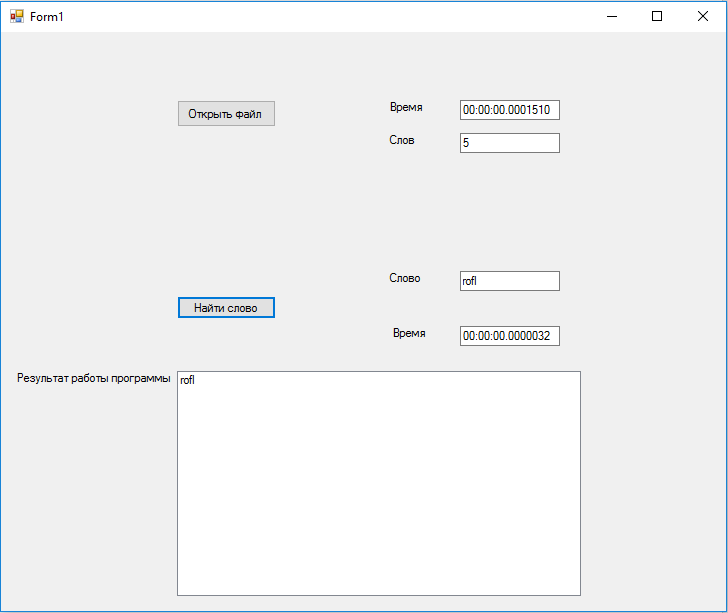 Form1
Открыть файл
Время
00:00:00.0001510
Слов
5
Слово
rofl
Найти слово
Время
00:00:00.0000032
Результат работы программы
rofl